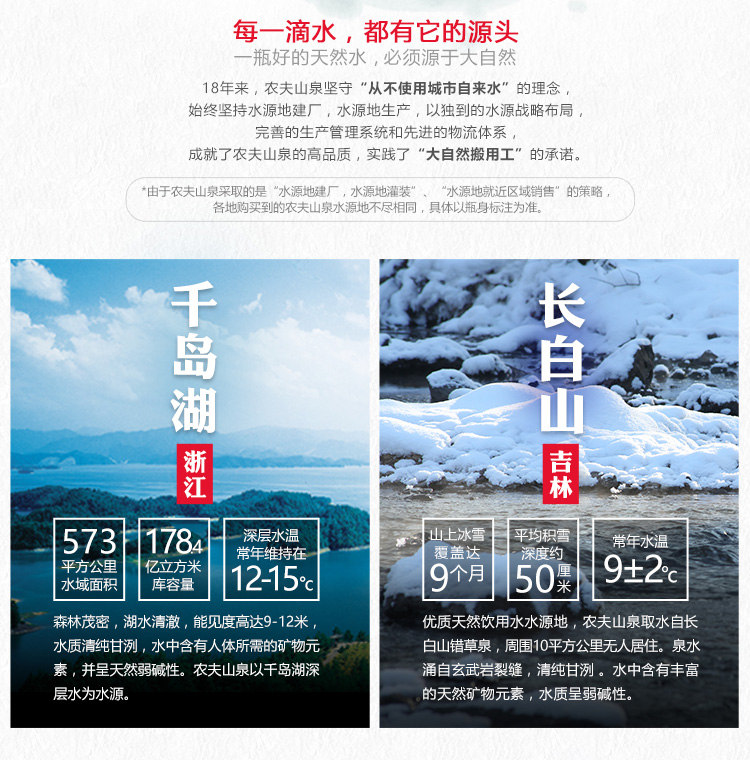 每一滴水，都有它的源头
一瓶好的天然水，必须源于大自然
18年来，农夫山泉坚守“从不使用城市自来水”的理念，
始终坚持水源地建厂，水源地生产，以独到的水源战略布局，
完善的生产管理系统和先进的物流体系，
成就了农夫山泉的高品质，实践了“大自然搬用工”的承诺。
*由于农夫山泉采取的是“水源地建厂，水源地灌装”、“水源地就近区域销售”的策略，
各地购买到的农夫山泉水源地不尽相同，具体以瓶身标注为准。
千岛湖
浙江
573
平方公里
水域面积
178.4
亿立方米
库容量
深层水温
常年维持在
12-15℃
森林茂密，湖水清澈，能见度高达9-12米，
水质清纯甘洌，水中含有人体所需的矿物元
素，并呈天然弱碱性。农夫山泉以千岛湖深
层水为水源。
长白山
吉林
山上冰雪
覆盖达
9个月
平均积雪
深度约
50厘米
常年水温
9±2℃
优质天然饮用水水源地，农夫山泉取水自长
白山错草泉，周围10平方公里无人居住。泉水
涌自玄武岩裂缝，清纯甘洌 。水中含有丰富
的天然矿物元素，水质呈弱碱性。